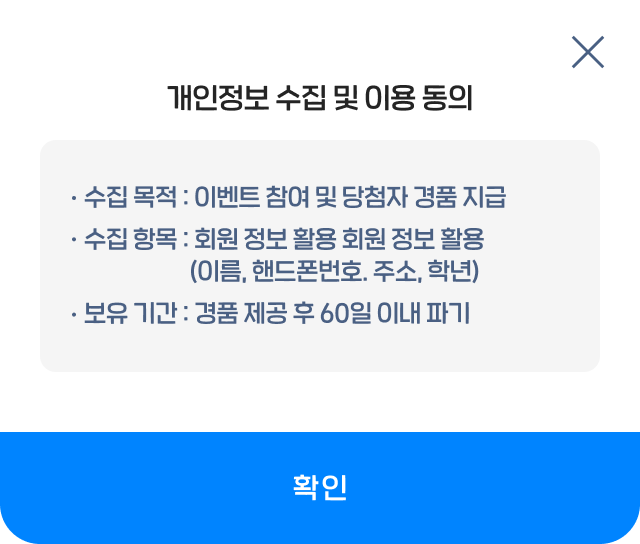 개인정보 수집 및 이용 동의
· 수집 목적 : 이벤트 참여 및 당첨자 경품 지급
· 수집 항목 : 회원 정보 활용 회원 정보 활용
(이름, 핸드폰번호. 주소, 학년)
· 보유 기간 : 경품 제공 후 60일 이내 파기
확인